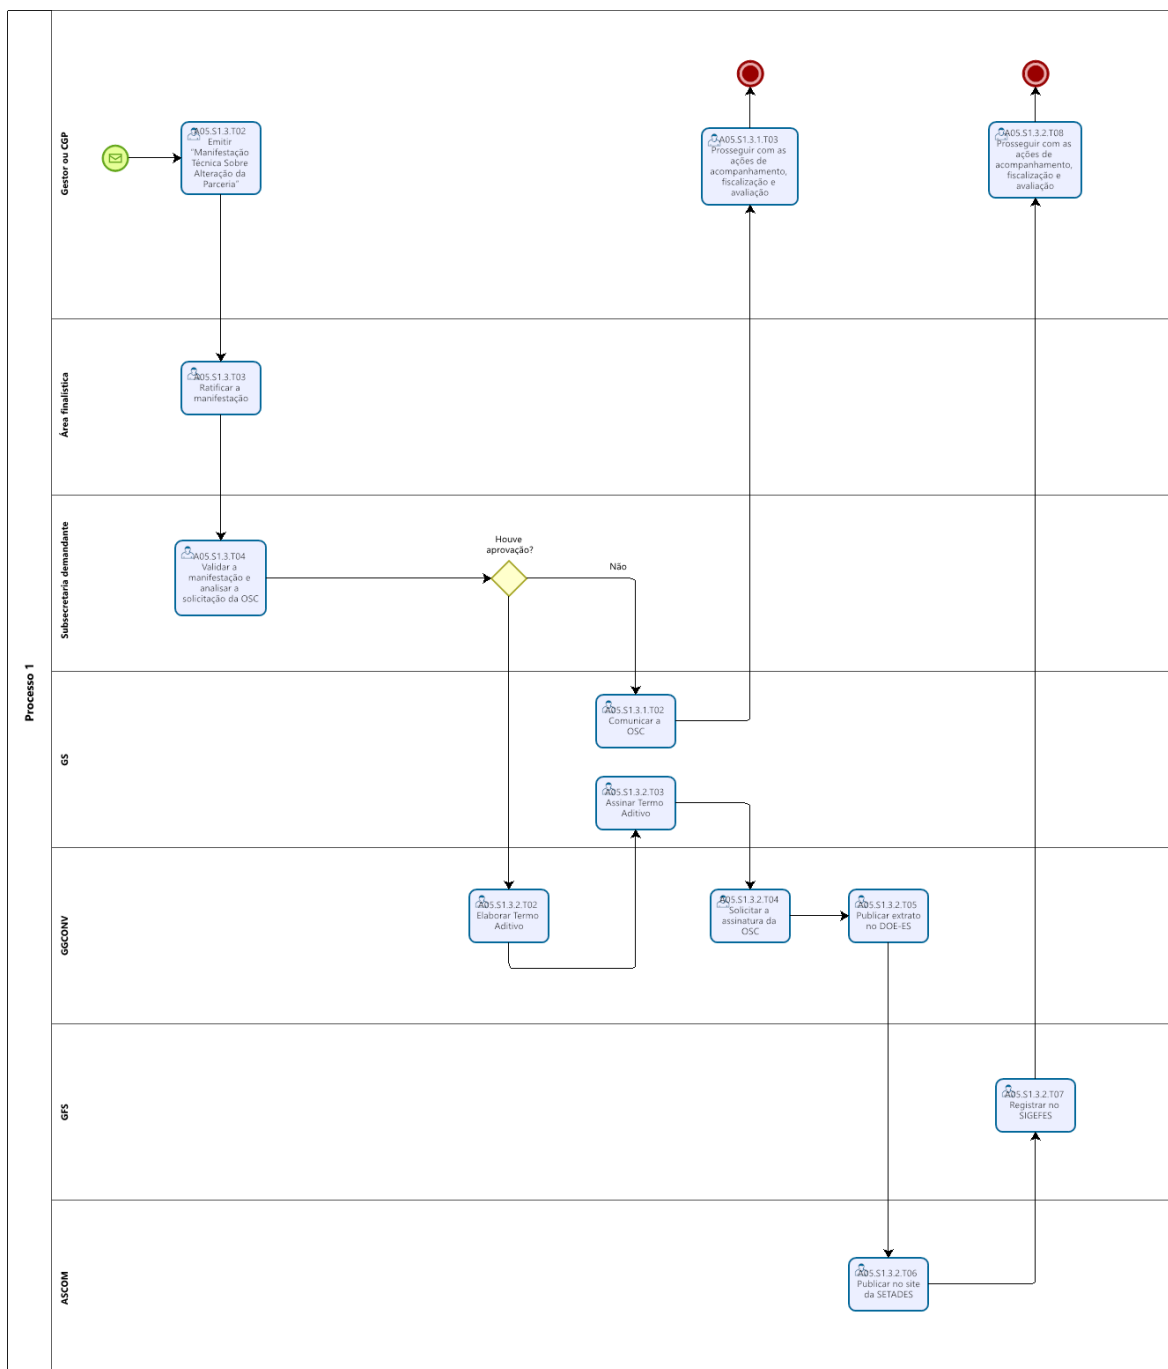 Processo 1
Gestor ou CGP
A05.S1.3.T02
Emitir
"Manifestação
Técnica Sobre
Alteração da
Parceria"
A05.S1.3.1.T03
Prosseguir com as
ações de
acompanhamento,
fiscalização e
avaliação
A05.S1.3.2.T08
Prosseguir com as
ações de
acompanhamento,
fiscalização e
avaliação
Área finalística
A05.S1.3.T03
Ratificar a
manifestação
Subsecretaria demandante
A05.S1.3.T04
Validar a
manifestação e
analisar a
solicitação da OSC
Houve
aprovação?
Não
GS
A05.S1.3.1.T02
Comunicar a
OSC
A05.S1.3.2.T03
Assinar Termo
Aditivo
GGCONV
A05.S1.3.2.T02
Elaborar Termo
Aditivo
A05.S1.3.2.T04
Solicitar a
assinatura da
OSC
A05.S1.3.2.T05
Publicar extrato
no DOE-ES
GFS
A05.S1.3.2.T07
Registrar no
SIGEFES
ASCOM
A05.S1.3.2.T06
Publicar no site
da SETADES